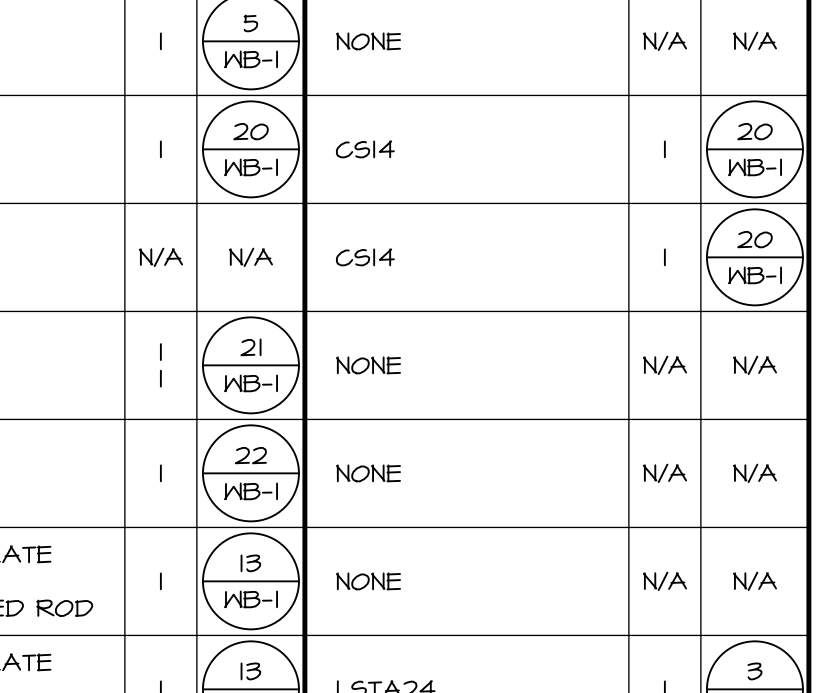 1 5 NONE N/A N/A
WB-1
1 20 CS14 1 20
WB-1 WB-1
N/A N/A CS14 1 20
WB-1
1 21 NONE N/A N/A
1 WB-1
1 22 NONE N/A N/A
WB-1
ATE 1 13 NONE N/A N/A
ED ROD WB-1
ATE 1 13 LSTA24 1 3